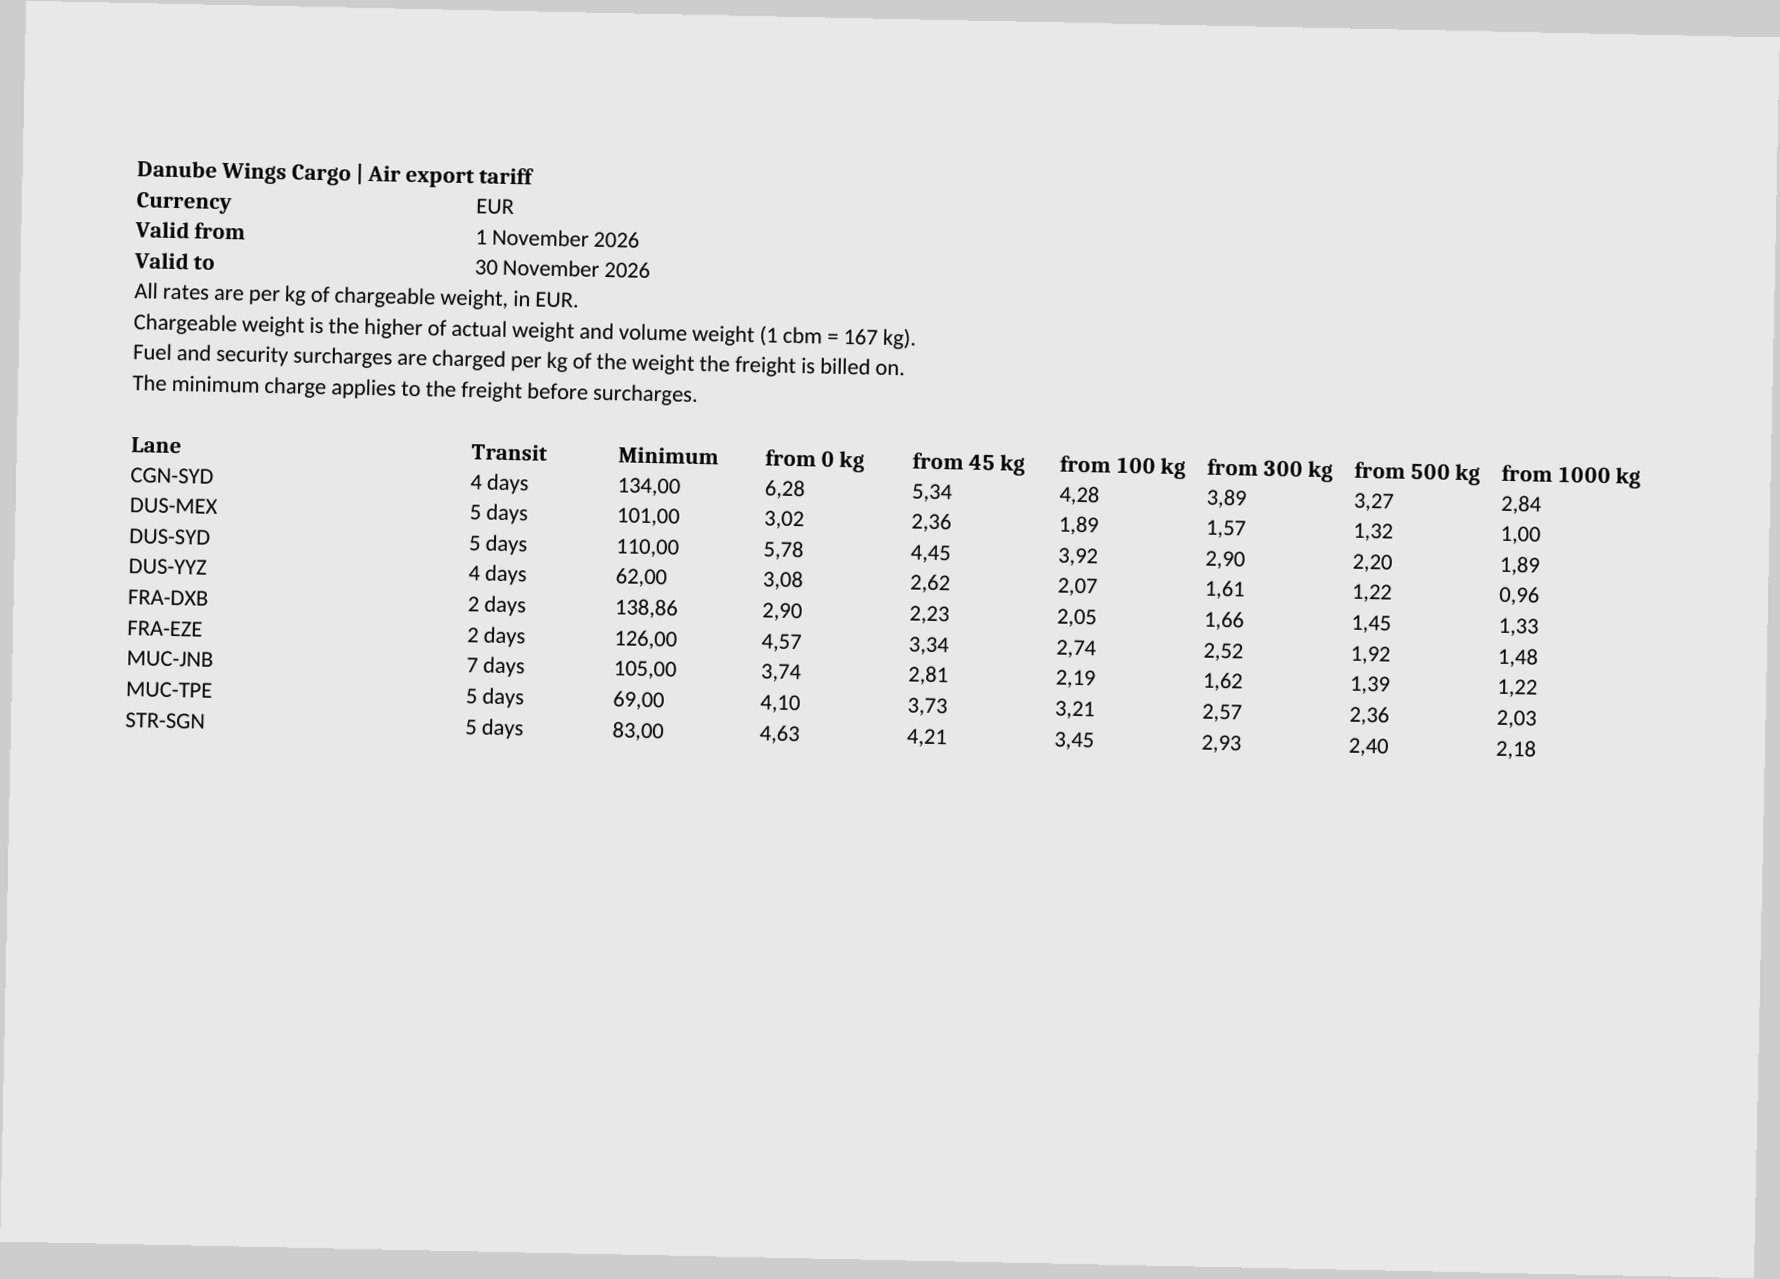 Danube Wings Cargo | Air export tariff
Currency EUR
Valid from 1 November 2026
Valid to 30 November 2026
All rates are per kg of chargeable weight, in EUR.
Chargeable weight is the higher of actual weight and volume weight (1 cbm = 167 kg).
Fuel and security surcharges are charged per kg of the weight the freight is billed on.
The minimum charge applies to the freight before surcharges.
Lane Transit Minimum from 0 kg from 45 kg from 100 kg from 300 kg from 500 kg from 1000 kg
CGN-SYD 4 days 134,00 6,28 5,34 4,28 3,89 3,27 2,84
DUS-MEX 5 days 101,00 3,02 2,36 1,89 1,57 1,32 1,00
DUS-SYD 5 days 110,00 5,78 4,45 3,92 2,90 2,20 1,89
DUS-YYZ 4 days 62,00 3,08 2,62 2,07 1,61 1,22 0,96
FRA-DXB 2 days 138,86 2,90 2,23 2,05 1,66 1,45 1,33
FRA-EZE 2 days 126,00 4,57 3,34 2,74 2,52 1,92 1,48
MUC-JNB 7 days 105,00 3,74 2,81 2,19 1,62 1,39 1,22
MUC-TPE 5 days 69,00 4,10 3,73 3,21 2,57 2,36 2,03
STR-SGN 5 days 83,00 4,63 4,21 3,45 2,93 2,40 2,18